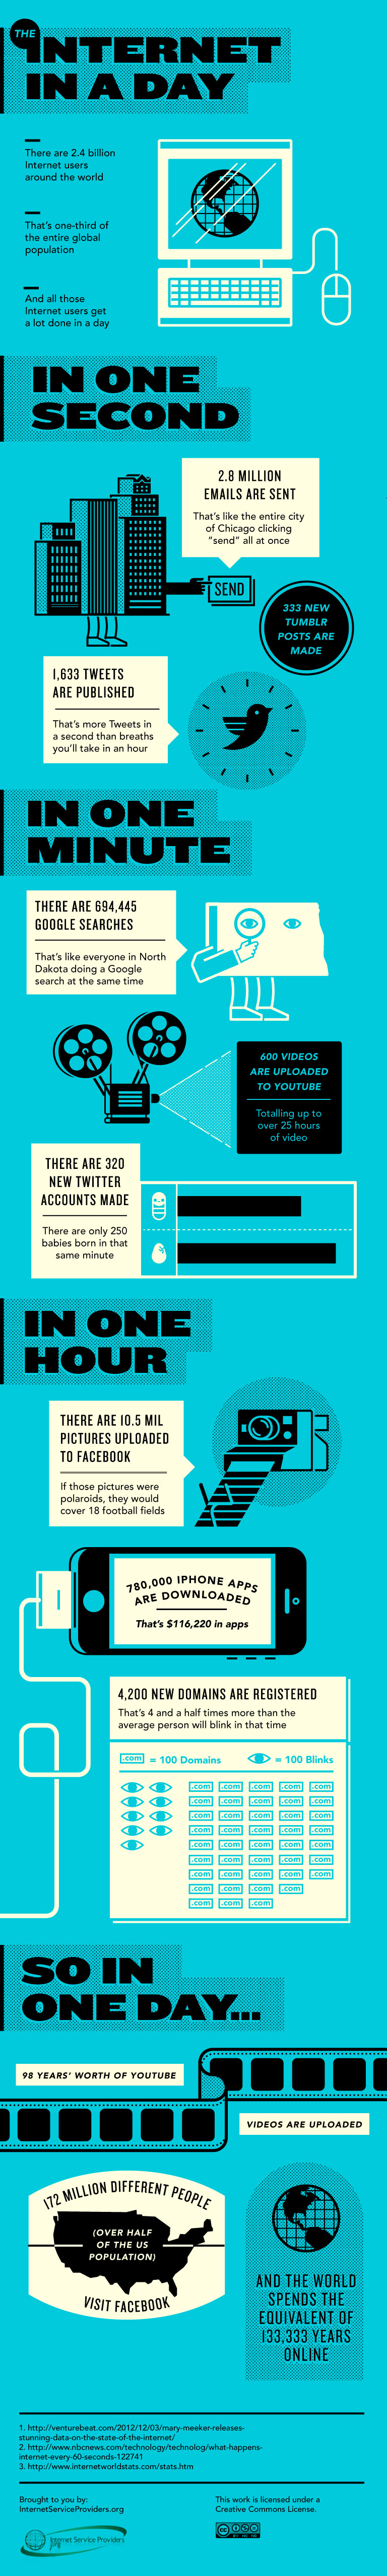 THE
INTERNET
IN A DAY
There are 2.4 billion
Internet users
around the world
That's one-third of
the entire global
population
And all those
Internet users get
a lot done in a day
IN ONE
SECOND
2.8 MILLION
EMAILS ARE SENT
That's like the entire city
of Chicago clicking
"send" all at once
SEND
333 NEW
TUMBLR
POSTS ARE
MADE
1,633 TWEETS
ARE PUBLISHED
That's more Tweets in
a second than breaths
you'll take in an hour
IN ONE
MINUTE
THERE ARE 694,445
GOOGLE SEARCHES
That's like everyone in North
Dakota doing a Google
search at the same time
600 VIDEOS
ARE UPLOADED
TO YOUTUBE
Totalling up to
over 25 hours
of video
THERE ARE 320
NEW TWITTER
ACCOUNTS MADE
There are only 250
babies born in that
same minute
IN ONE
HOUR
THERE ARE 10.5 MIL
PICTURES UPLOADED
TO FACEBOOK
If those pictures were
polaroids, they would
cover 18 football fields
780,000 IPHONE APPS
ARE DOWNLOADED
That's $116,220 in apps
4,200 NEW DOMAINS ARE REGISTERED
That's 4 and a half times more than the
average person will blink in that time
.com = 100 Domains = 100 Blinks
.com .com .com .com .com
.com .com .com .com .com
.com .com .com .com .com
.com .com .com .com .com
.com .com .com .com .com
.com .com .com .com .com
.com .com .com .com .com
.com .com .com .com
.com .com .com
SO IN
ONE DAY...
98 YEARS' WORTH OF YOUTUBE
VIDEOS ARE UPLOADED
172 MILLION DIFFERENT PEOPLE
(OVER HALF
OF THE US
POPULATION)
VISIT FACEBOOK
AND THE WORLD
SPENDS THE
EQUIVALENT OF
133,333 YEARS
ONLINE
1. http://venturebeat.com/2012/12/03/mary-meeker-releases-
stunning-data-on-the-state-of-the-internet/
2. http://www.nbcnews.com/technology/technolog/what-happens-
internet-every-60-seconds-122741
3. http://www.internetworldstats.com/stats.htm
Brought to you by:
InternetServiceProviders.org
This work is licensed under a
Creative Commons License.
Internet Service Providers
.org
cc
BY NC ND